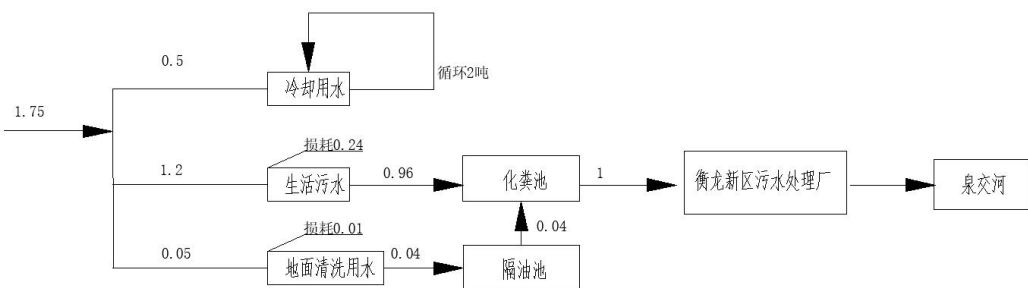 0.5
冷却用水
循环2吨
1.75
损耗0.24
1.2
生活污水
0.96
化粪池
1
衡龙新区污水处理厂
泉交河
损耗0.01
0.05
地面清洗用水
0.04
隔油池
0.04